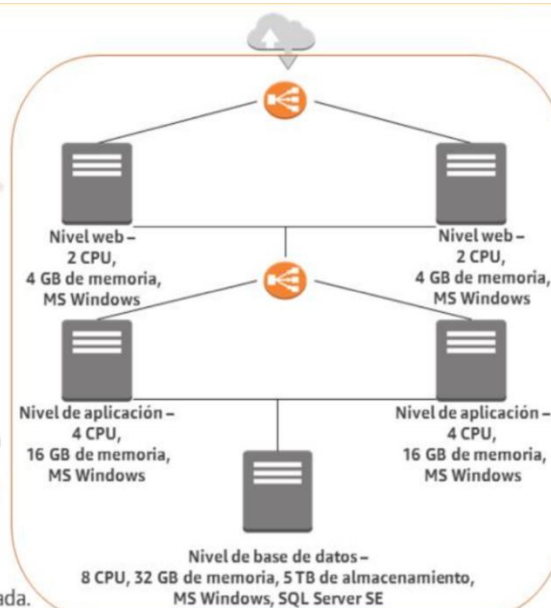 Nivel web –
2 CPU,
4 GB de memoria,
MS Windows
Nivel web –
2 CPU,
4 GB de memoria,
MS Windows
Nivel de aplicación –
4 CPU,
16 GB de memoria,
MS Windows
Nivel de aplicación –
4 CPU,
16 GB de memoria,
MS Windows
Nivel de base de datos –
8 CPU, 32 GB de memoria, 5 TB de almacenamiento,
MS Windows, SQL Server SE
ada.